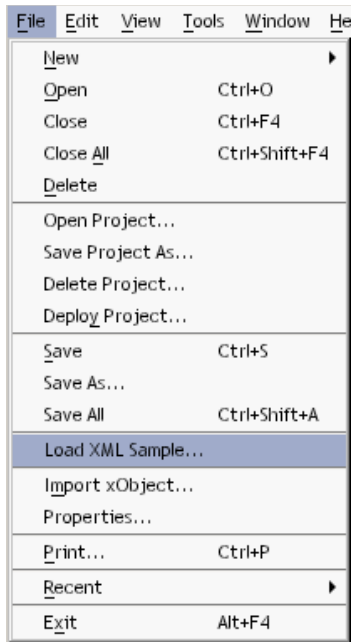 File Edit View Tools Window He
New
Open Ctrl+O
Close Ctrl+F4
Close All Ctrl+Shift+F4
Delete
Open Project...
Save Project As...
Delete Project...
Deploy Project...
Save Ctrl+S
Save As...
Save All Ctrl+Shift+A
Load XML Sample...
Import xObject...
Properties...
Print... Ctrl+P
Recent
Exit Alt+F4